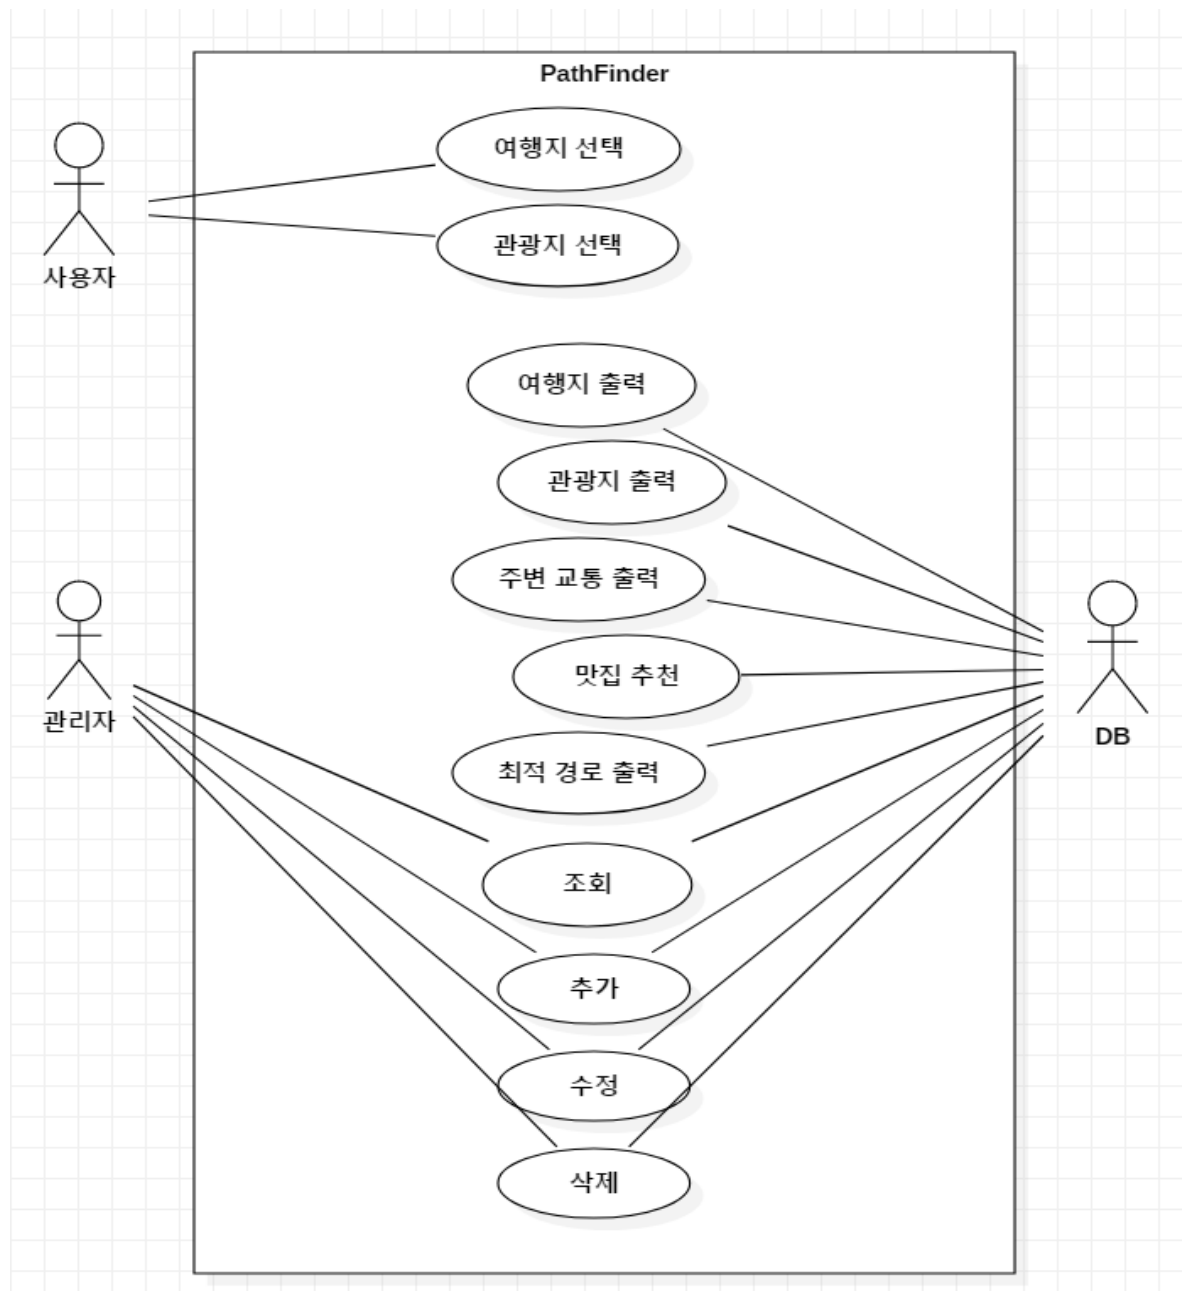 PathFinder
여행지 선택
관광지 선택
사용자
여행지 출력
관광지 출력
주변 교통 출력
맛집 추천
관리자
DB
최적 경로 출력
조회
추가
수정
삭제